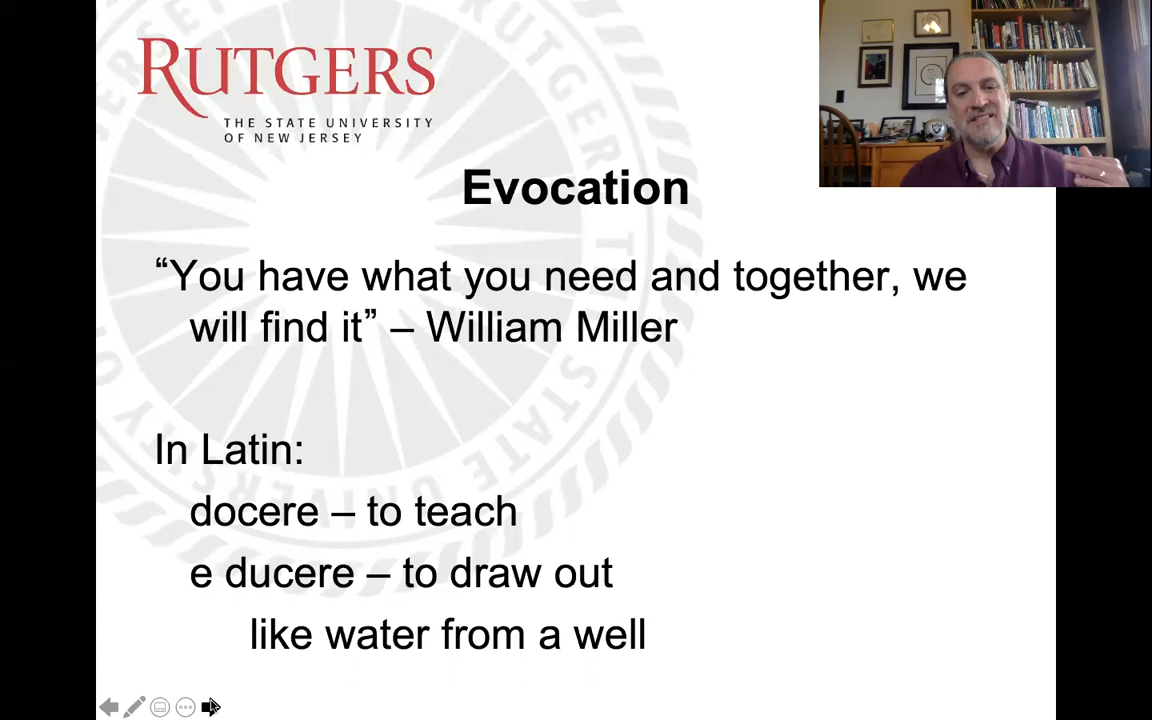 RUTGERS
THE STATE UNIVERSITY
OF NEW JERSEY
Evocation
“You have what you need and together, we
will find it” – William Miller
In Latin:
docere – to teach
e ducere – to draw out
like water from a well